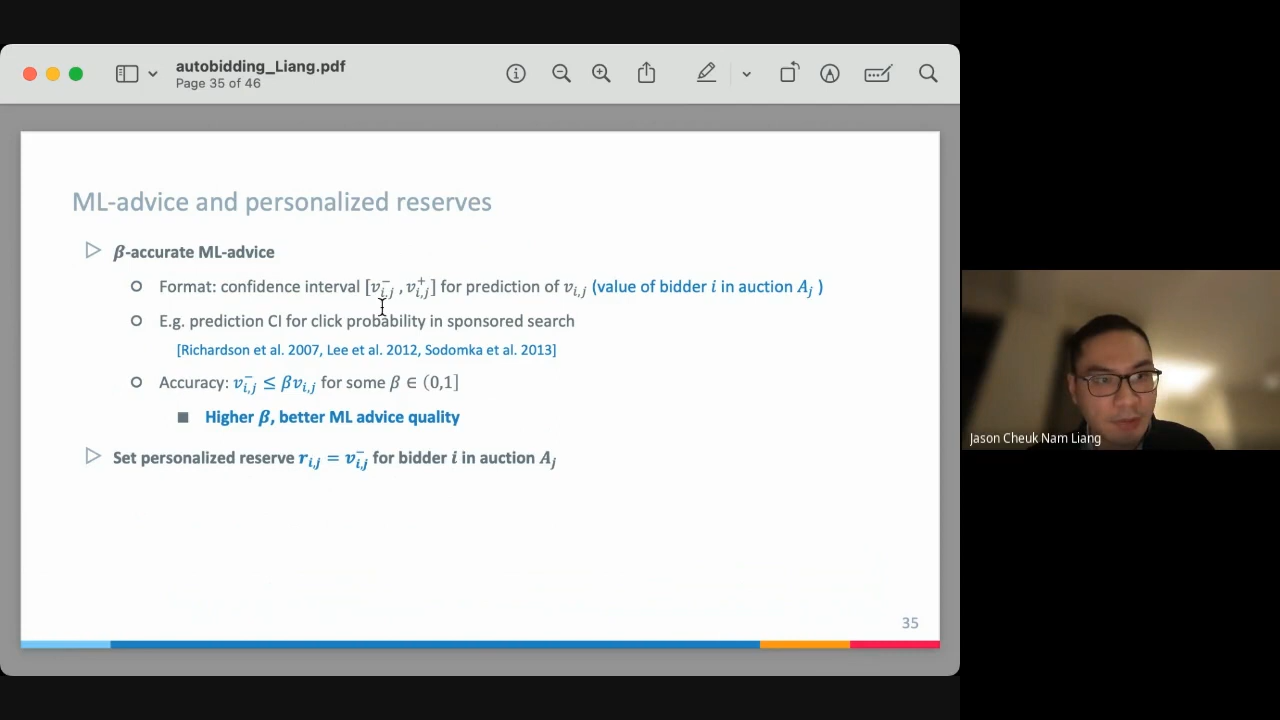 autobidding_Liang.pdf
Page 35 of 46
ML-advice and personalized reserves
β-accurate ML-advice
Format: confidence interval [v⁻ᵢ,ⱼ , v⁺ᵢ,ⱼ] for prediction of vᵢ,ⱼ (value of bidder i in auction Aⱼ )
E.g. prediction CI for click probability in sponsored search
[Richardson et al. 2007, Lee et al. 2012, Sodomka et al. 2013]
Accuracy: v⁻ᵢ,ⱼ ≤ βvᵢ,ⱼ for some β ∈ (0,1]
Higher β, better ML advice quality
Set personalized reserve rᵢ,ⱼ = v⁻ᵢ,ⱼ for bidder i in auction Aⱼ
35
Jason Cheuk Nam Liang